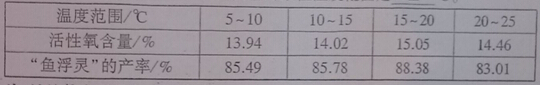 温度范围/℃ 5~10 10~15 15~20 20~25
活性氧含量/% 13.94 14.02 15.05 14.46
“鱼浮灵”的产率/% 85.49 85.78 88.38 83.01